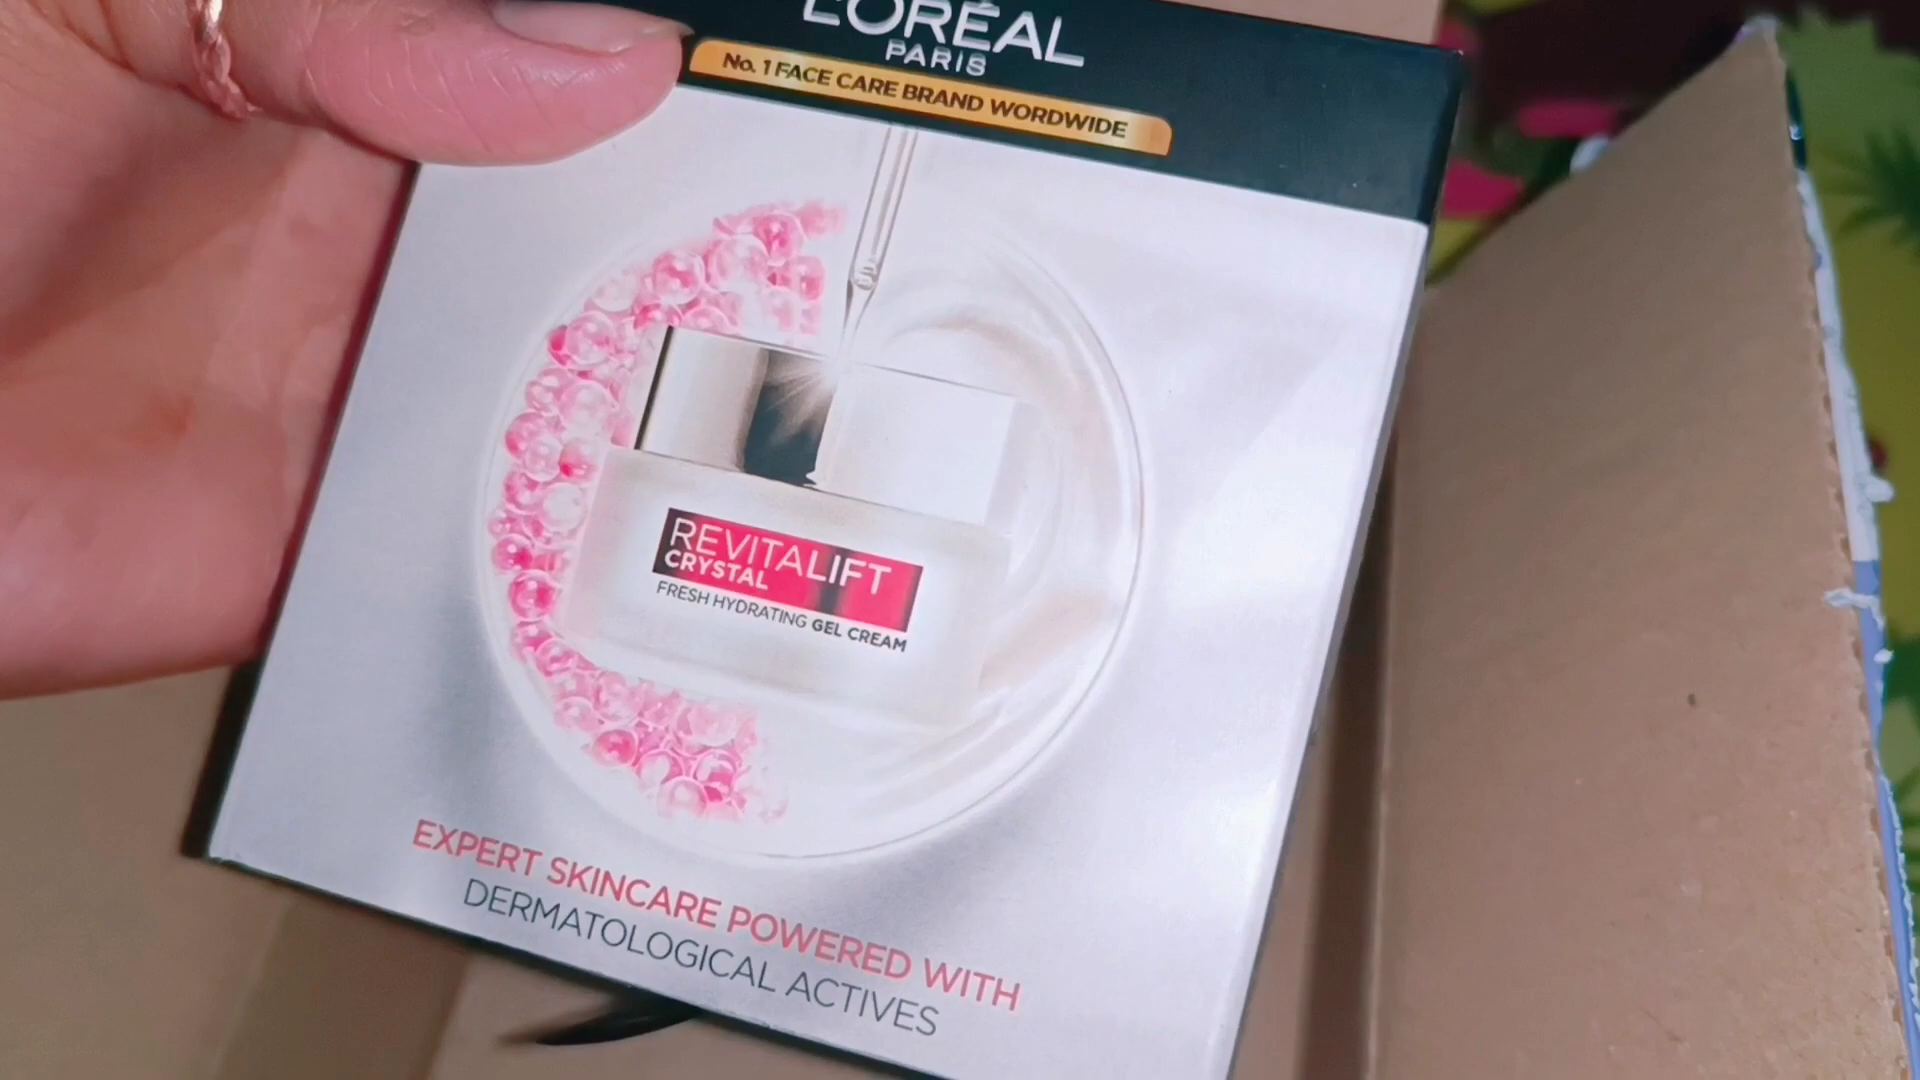 L'ORÉAL
PARIS
No. 1 FACE CARE BRAND WORDWIDE
REVITALIFT
CRYSTAL
FRESH HYDRATING GEL CREAM
EXPERT SKINCARE POWERED WITH
DERMATOLOGICAL ACTIVES